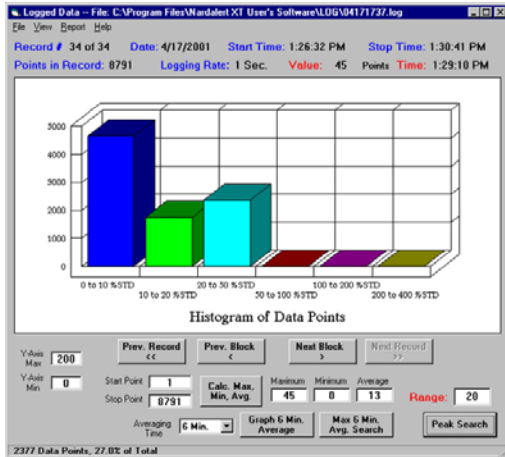 Logged Data -- File: C:\Program Files\Nardalert XT User's Software\LOG\04171737.log
File View Report Help
Record # 34 of 34 Date: 4/17/2001 Start Time: 1:26:32 PM Stop Time: 1:30:41 PM
Points in Record: 8791 Logging Rate: 1 Sec. Value: 45 Points Time: 1:29:10 PM
5000
4000
3000
2000
1000
0
0 to 10 %STD 20 to 50 %STD 100 to 200 %STD
10 to 20 %STD 50 to 100 %STD 200 to 400 %STD
Histogram of Data Points
Y-Axis Max 200
Prev. Record << Prev. Block < Next Block > Next Record >>
Y-Axis Min 0
Start Point 1
Stop Point 8791
Calc. Max, Min, Avg.
Maximum Minimum Average
45 0 13
Range: 20
Averaging Time 6 Min.
Graph 6 Min. Average
Max 6 Min. Avg. Search
Peak Search
2377 Data Points, 27.0% of Total